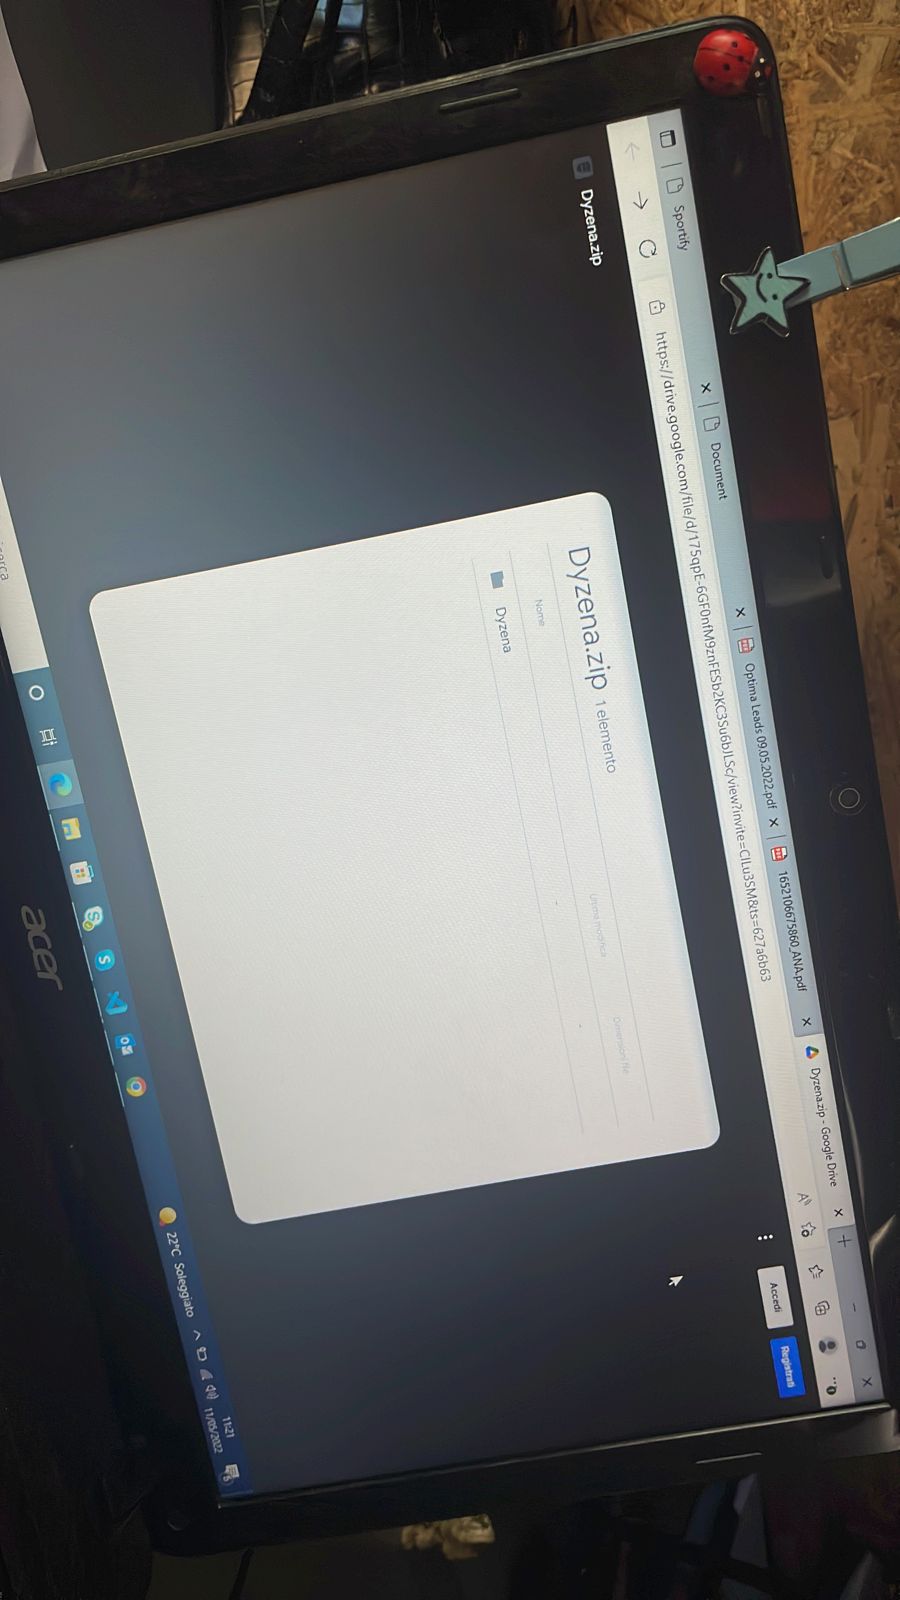 Sportify
Document
Optima Leads 09.05.2022.pdf
1652106675860_ANA.pdf
Dyzena.zip - Google Drive
https://drive.google.com/file/d/175qpE-6GF0nfM9znFESb2KC3Su6bJLSc/view?invite=CILu3SM&ts=627a6b63
Dyzena.zip
Accedi
Registrati
Dyzena.zip 1 elemento
Nome
Ultima modifica
Dimensioni file
Dyzena
22°C Soleggiato
11:21
11/05/2022
acer